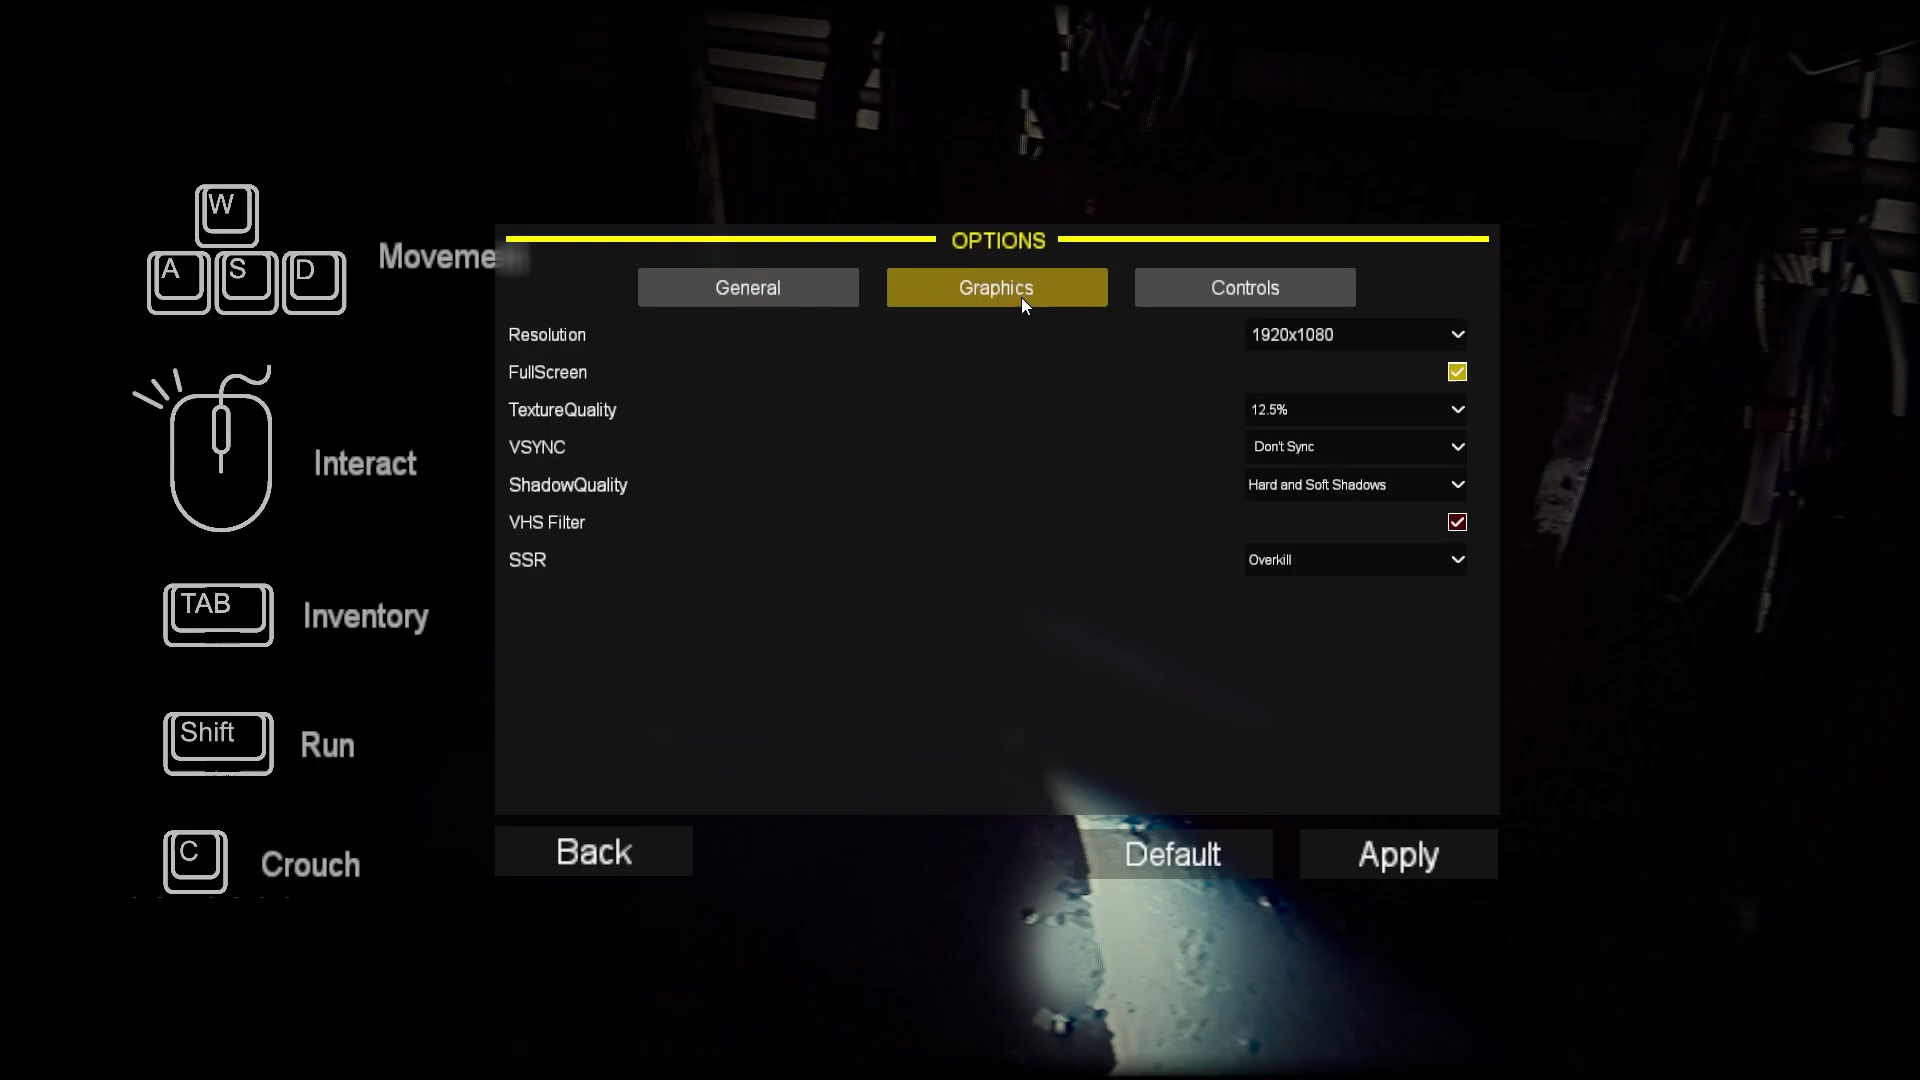 W
A S D
Moveme
Interact
TAB
Inventory
Shift
Run
C
Crouch
OPTIONS
General
Graphics
Controls
Resolution
1920x1080
FullScreen
TextureQuality
12.5%
VSYNC
Don't Sync
ShadowQuality
Hard and Soft Shadows
VHS Filter
SSR
Overkill
Back
Default
Apply